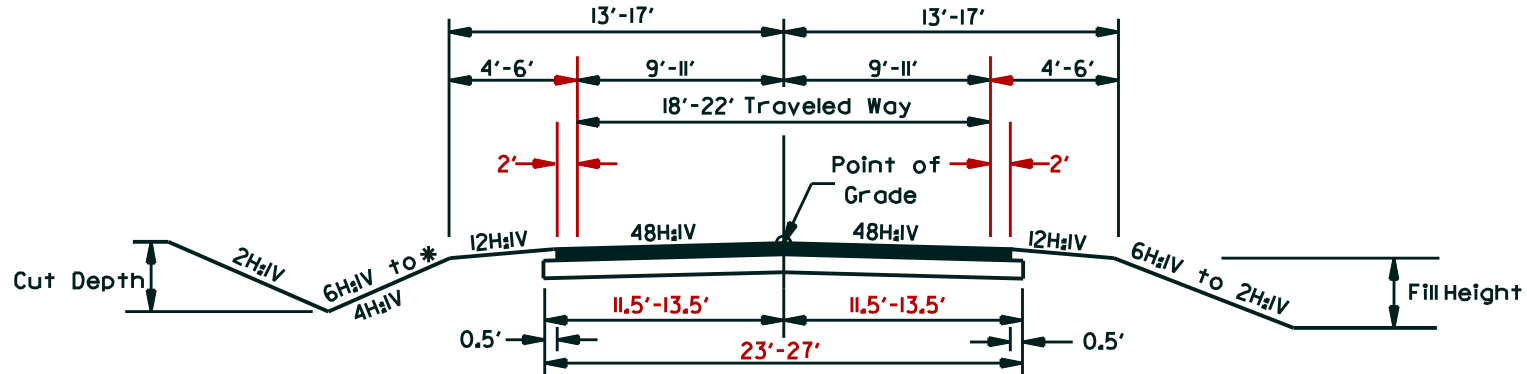 13'-17' 13'-17'
4'-6' 9'-11' 9'-11' 4'-6'
18'-22' Traveled Way
2' Point of 2'
Grade
2H:1V 6H:1V to * 12H:1V 48H:1V 48H:1V 12H:1V 6H:1V to 2H:1V
4H:1V
Cut Depth
Fill Height
11.5'-13.5' 11.5'-13.5'
0.5' 0.5'
23'-27'